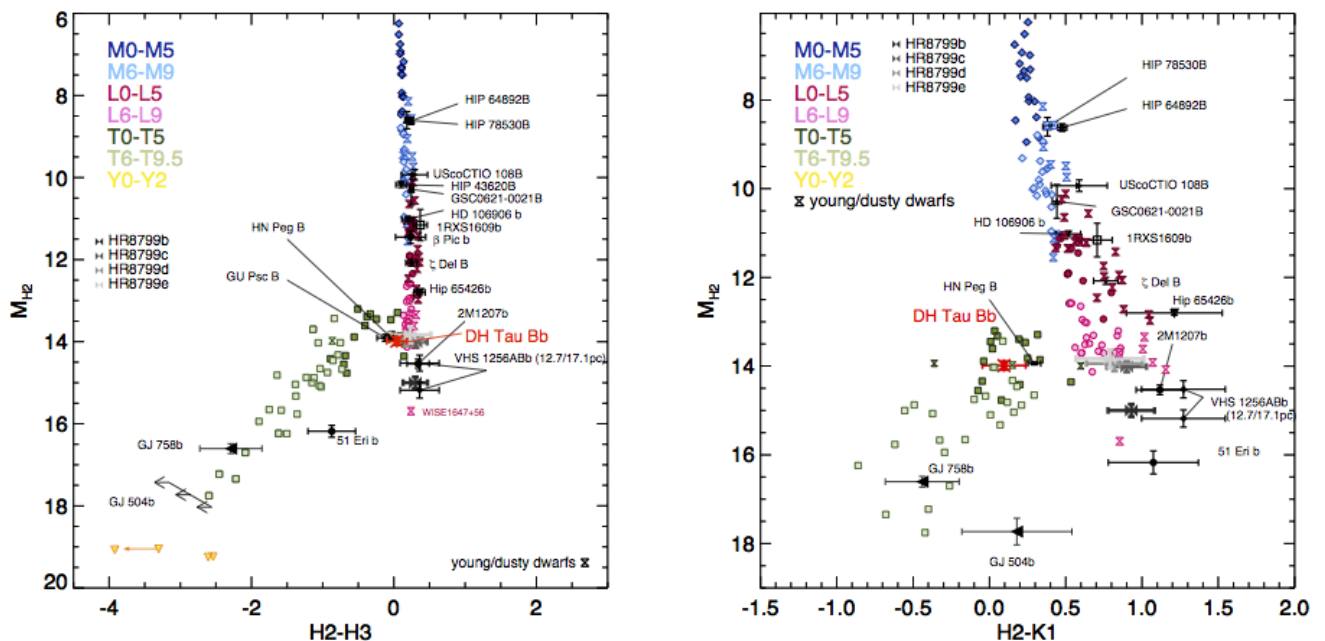 M0-M5
M6-M9
L0-L5
L6-L9
T0-T5
T6-T9.5
Y0-Y2
HR8799b
HR8799c
HR8799d
HR8799e
HIP 64892B
HIP 78530B
UScoCTIO 108B
HIP 43620B
GSC0621-0021B
HD 106906 b
1RXS1609b
β Pic b
HN Peg B
GU Psc B
ζ Del B
Hip 65426b
2M1207b
DH Tau Bb
VHS 1256ABb (12.7/17.1pc)
WISE1647+56
GJ 758b
51 Eri b
GJ 504b
young/dusty dwarfs
6
8
10
12
14
16
18
20
MH2
-4
-2
0
2
H2-H3
M0-M5
M6-M9
L0-L5
L6-L9
T0-T5
T6-T9.5
Y0-Y2
young/dusty dwarfs
HR8799b
HR8799c
HR8799d
HR8799e
HIP 78530B
HIP 64892B
UScoCTIO 108B
GSC0621-0021B
HD 106906 b
1RXS1609b
HN Peg B
ζ Del B
Hip 65426b
DH Tau Bb
2M1207b
VHS 1256ABb
(12.7/17.1pc)
51 Eri b
GJ 758b
GJ 504b
8
10
12
14
16
18
MH2
-1.0
-0.5
0.0
0.5
1.0
1.5
2.0
H2-K1